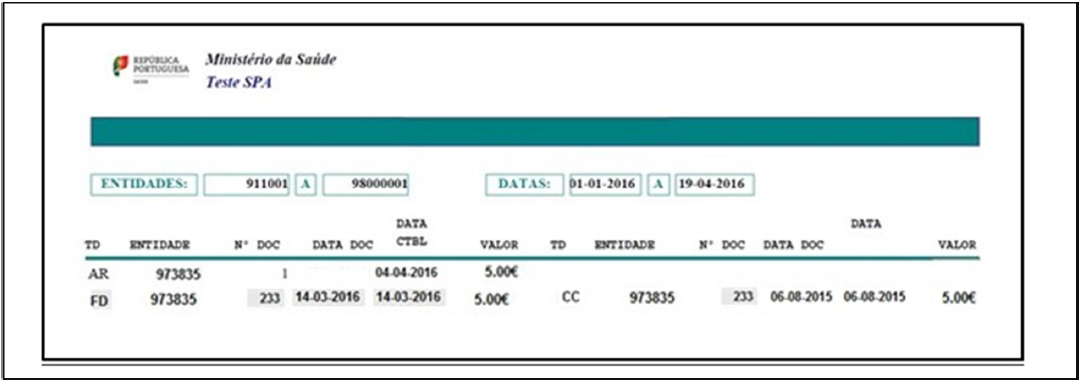 REPÚBLICA PORTUGUESA
SAÚDE
Ministério da Saúde
Teste SPA
ENTIDADES: 911001 A 98000001 DATAS: 01-01-2016 A 19-04-2016
DATA DATA
TD ENTIDADE Nº DOC DATA DOC CTBL VALOR TD ENTIDADE Nº DOC DATA DOC VALOR
AR 973835 1 04-04-2016 5.00€
FD 973835 233 14-03-2016 14-03-2016 5.00€ CC 973835 233 06-08-2015 06-08-2015 5.00€